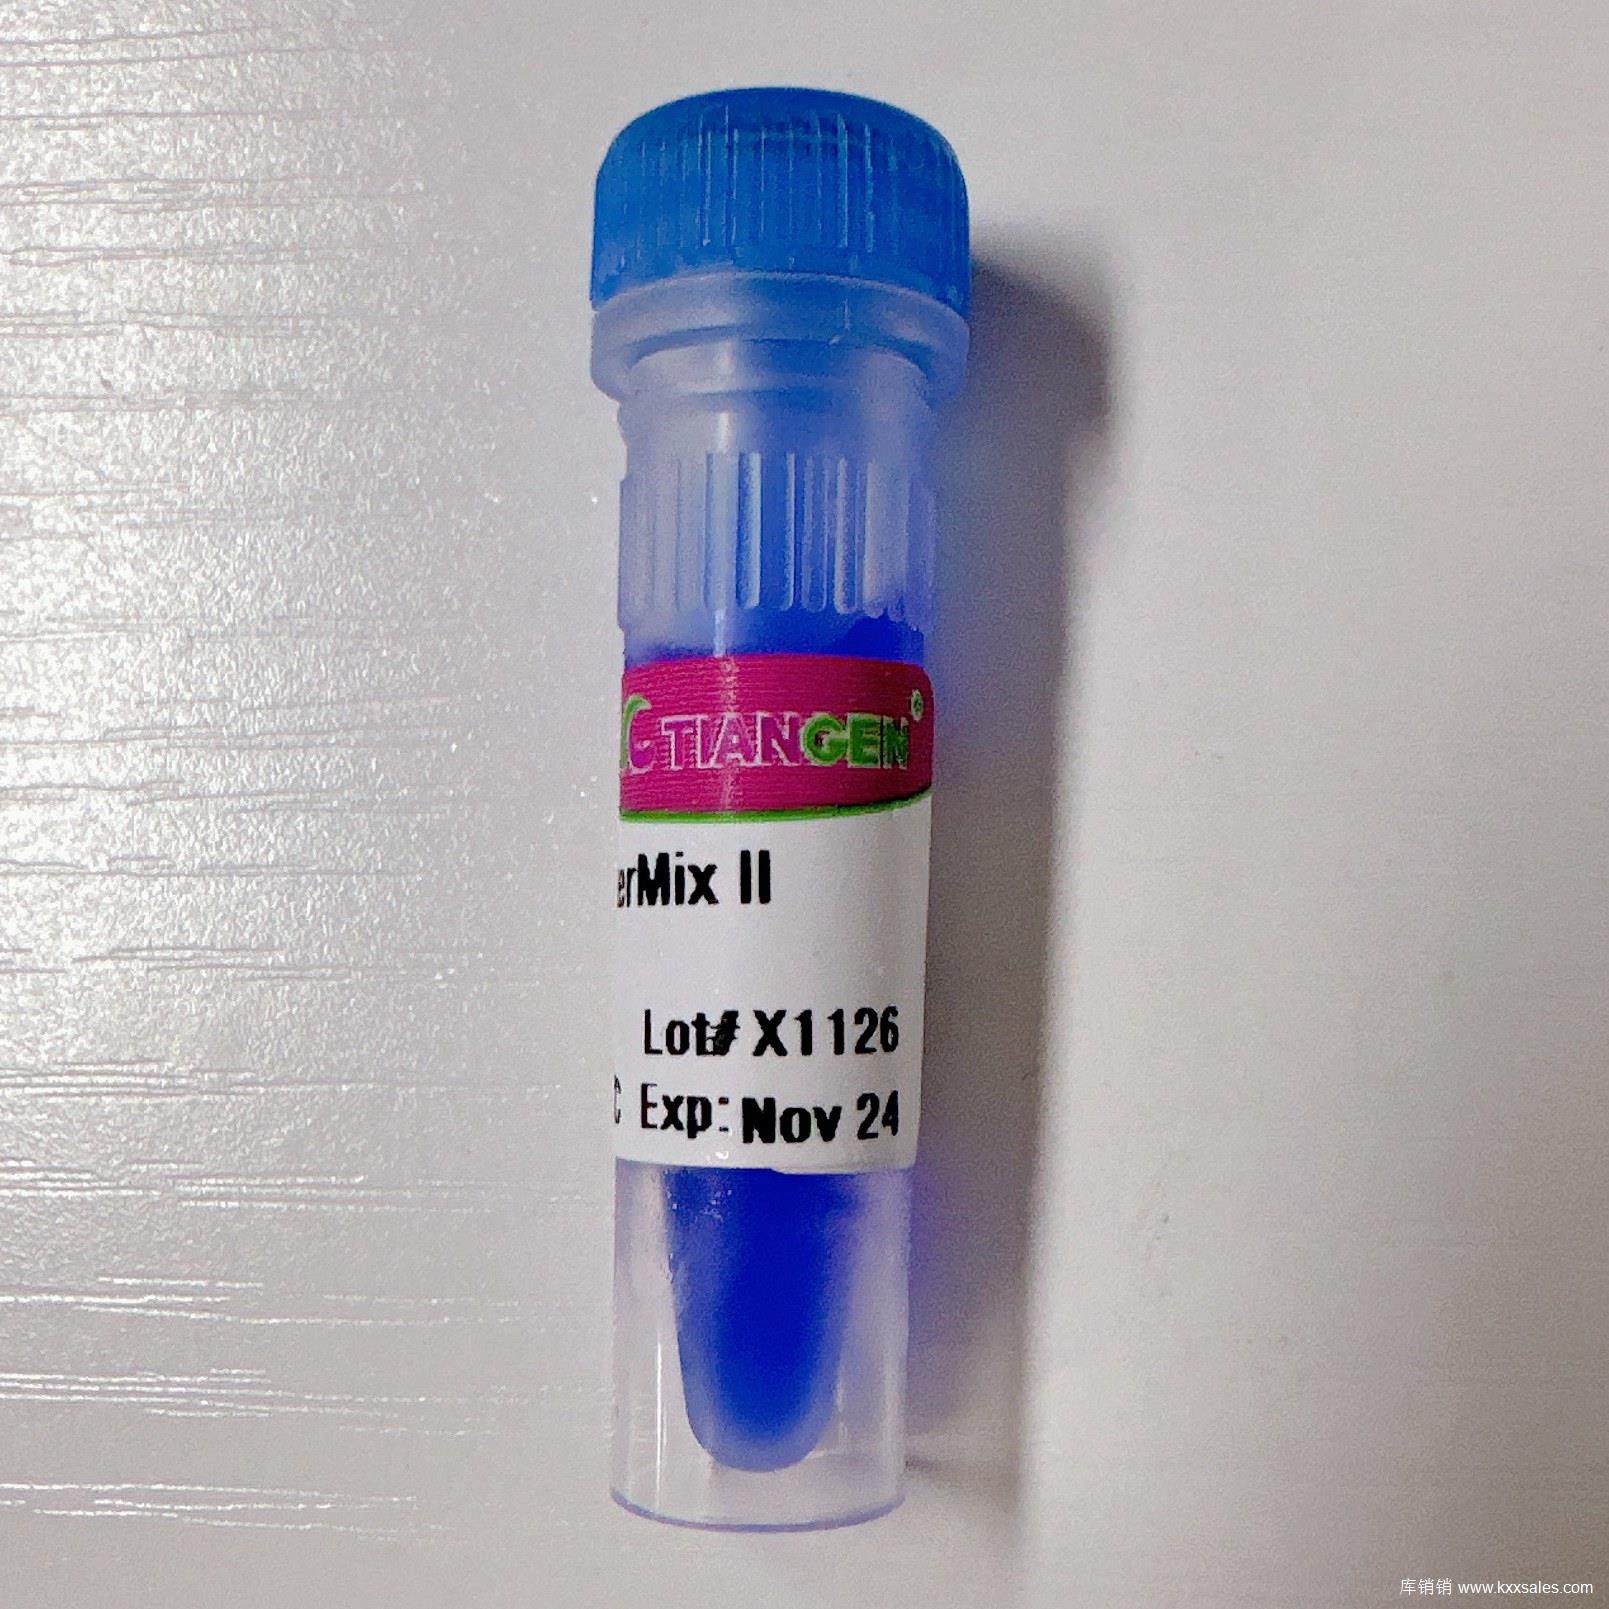 TIANGEN®
erMix II
Lot# X1126
C Exp: Nov 24
库销销 www.kxxsales.com